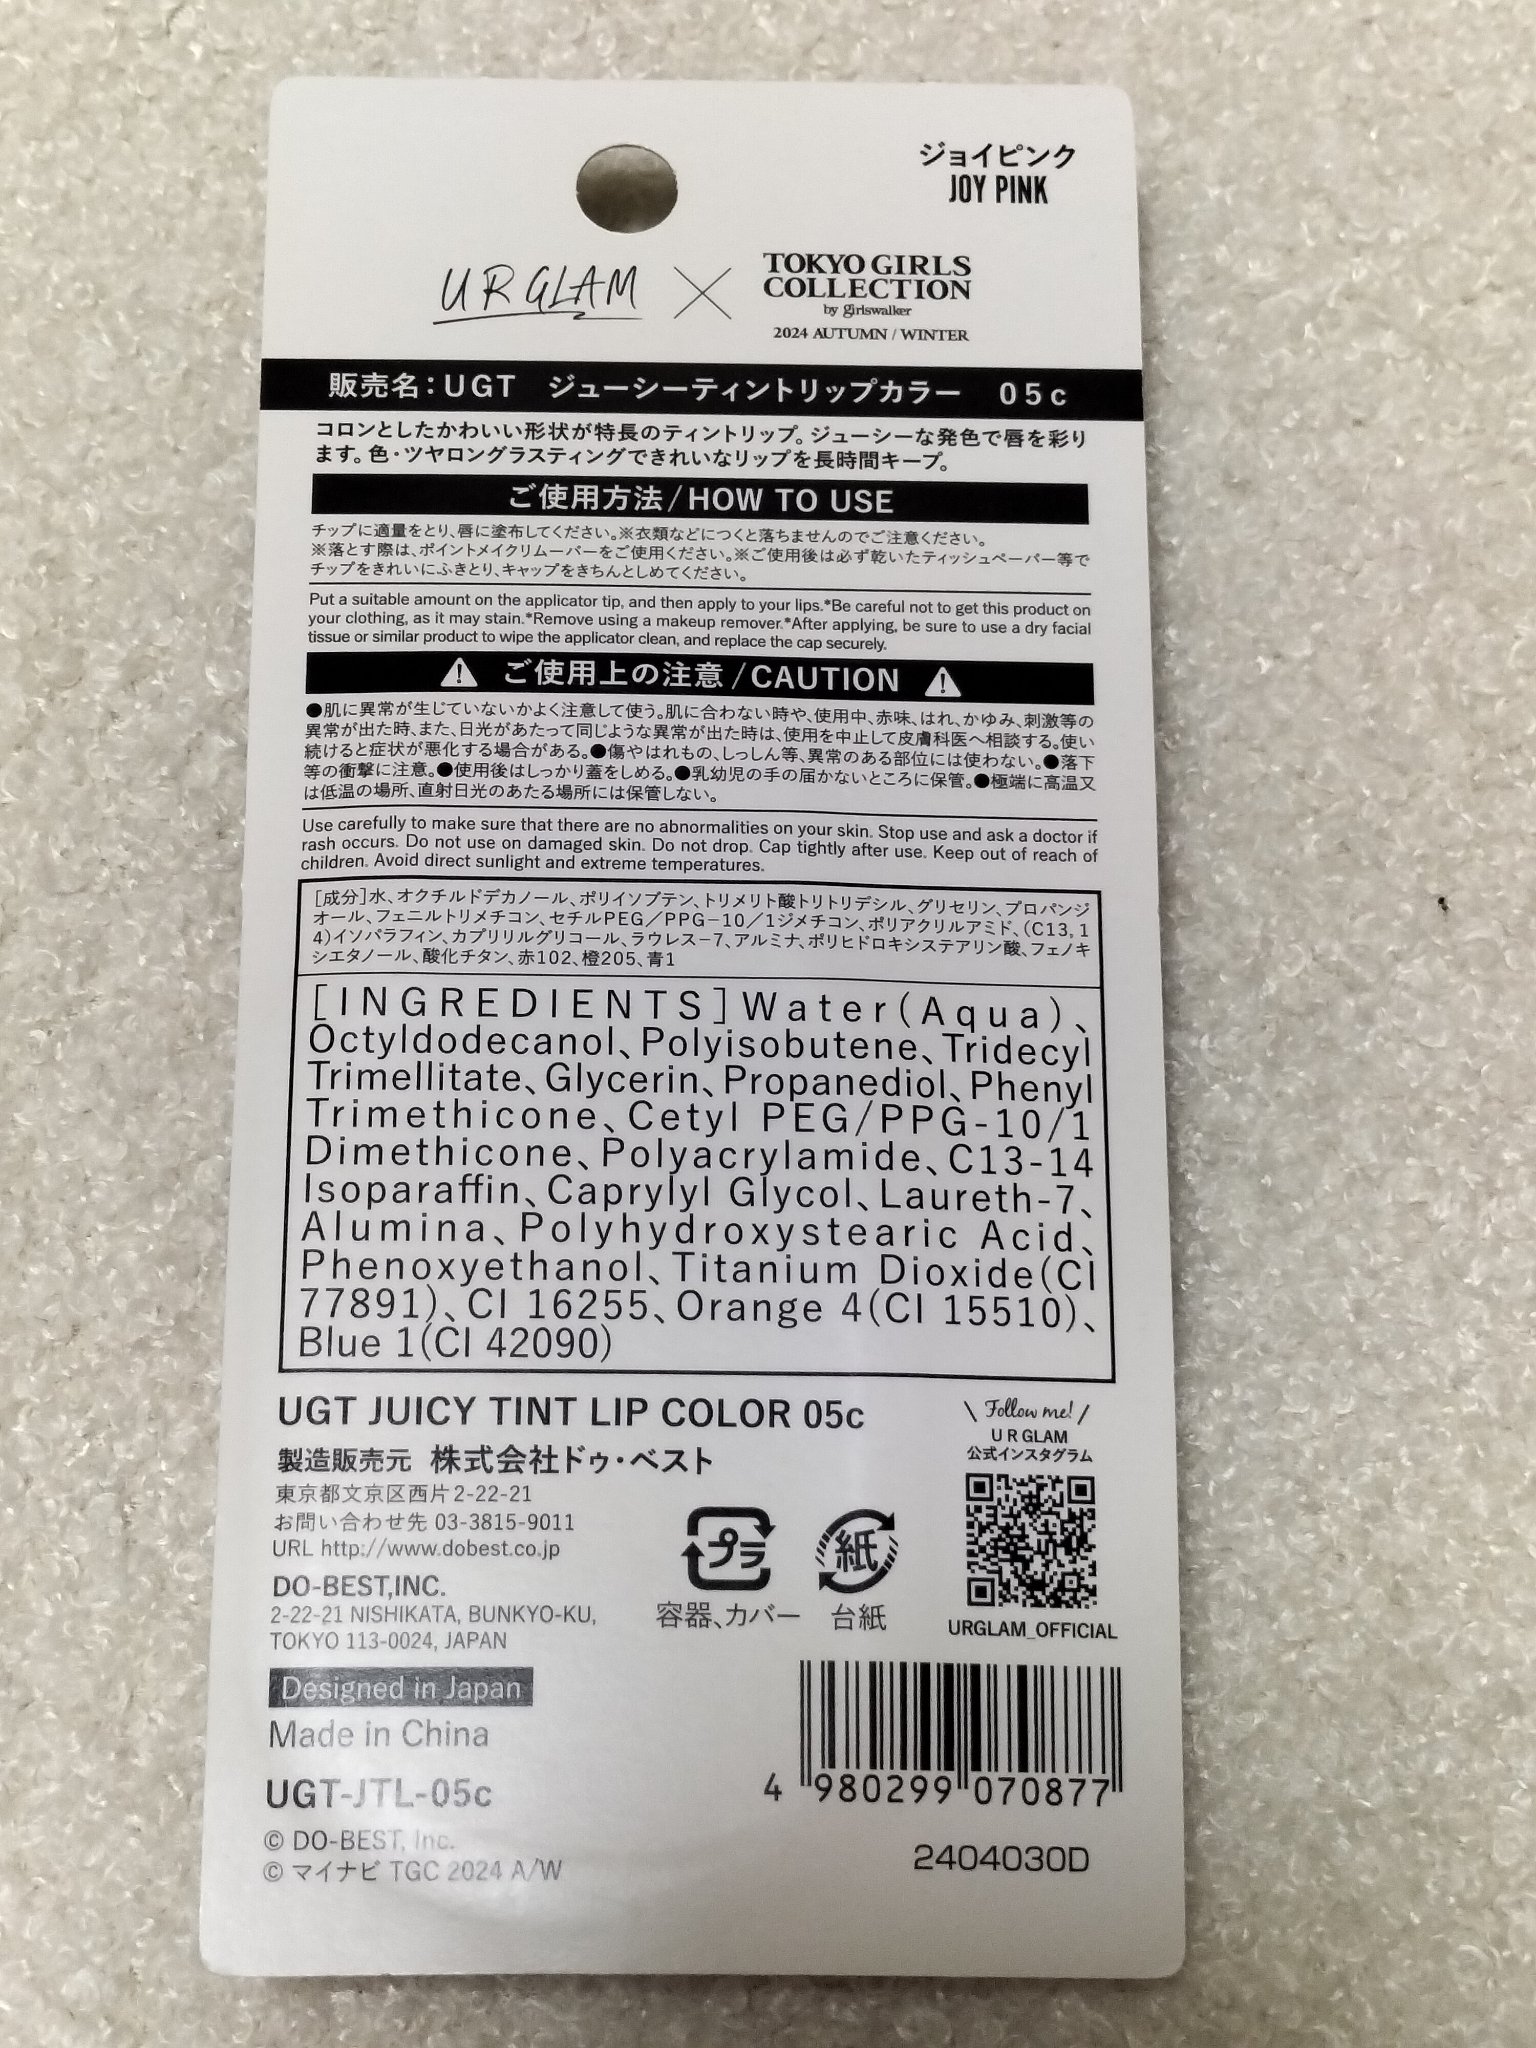 ジョイピンク
JOY PINK
U R GLAM × TOKYO GIRLS
COLLECTION
by girlswalker
2024 AUTUMN / WINTER
販売名：UGT　ジューシーティントリップカラー　05c
コロンとしたかわいい形状が特長のティントリップ。ジューシーな発色で唇を彩り
ます。色・ツヤロングラスティングできれいなリップを長時間キープ。
ご使用方法/HOW TO USE
チップに適量をとり、唇に塗布してください。※衣類などにつくと落ちませんのでご注意ください。
※落とす際は、ポイントメイクリムーバーをご使用ください。※ご使用後は必ず乾いたティッシュペーパー等で
チップをきれいにふきとり、キャップをきちんとしめてください。
Put a suitable amount on the applicator tip, and then apply to your lips.*Be careful not to get this product on
your clothing, as it may stain.*Remove using a makeup remover.*After applying, be sure to use a dry facial
tissue or similar product to wipe the applicator clean, and replace the cap securely.
⚠ ご使用上の注意/CAUTION ⚠
●肌に異常が生じていないかよく注意して使う。肌に合わない時や、使用中、赤味、はれ、かゆみ、刺激等の
異常が出た時、また、日光があたって同じような異常が出た時は、使用を中止して皮膚科医へ相談する。使い
続けると症状が悪化する場合がある。●傷やはれもの、しっしん等、異常のある部位には使わない。●落下
等の衝撃に注意。●使用後はしっかり蓋をしめる。●乳幼児の手の届かないところに保管。●極端に高温又
は低温の場所、直射日光のあたる場所には保管しない。
Use carefully to make sure that there are no abnormalities on your skin. Stop use and ask a doctor if
rash occurs. Do not use on damaged skin. Do not drop. Cap tightly after use. Keep out of reach of
children. Avoid direct sunlight and extreme temperatures.
[成分]水、オクチルドデカノール、ポリイソブテン、トリメリト酸トリトリデシル、グリセリン、プロパンジ
オール、フェニルトリメチコン、セチルPEG／PPG－10／1ジメチコン、ポリアクリルアミド、（C13,1
4)イソパラフィン、カプリリルグリコール、ラウレス－7、アルミナ、ポリヒドロキシステアリン酸、フェノキ
シエタノール、酸化チタン、赤102、橙205、青1
[INGREDIENTS]Water(Aqua)、
Octyldodecanol、Polyisobutene、Tridecyl
Trimellitate、Glycerin、Propanediol、Phenyl
Trimethicone、Cetyl PEG/PPG-10/1
Dimethicone、Polyacrylamide、C13-14
Isoparaffin、Caprylyl Glycol、Laureth-7、
Alumina、Polyhydroxystearic Acid、
Phenoxyethanol、Titanium Dioxide(CI
77891)、CI 16255、Orange 4(CI 15510)、
Blue 1(CI 42090)
UGT JUICY TINT LIP COLOR 05c
製造販売元 株式会社ドゥ・ベスト
東京都文京区西片2-22-21
お問い合わせ先 03-3815-9011
URL http://www.dobest.co.jp
DO-BEST,INC.
2-22-21 NISHIKATA, BUNKYO-KU,
TOKYO 113-0024, JAPAN
Designed in Japan
Made in China
UGT-JTL-05c
© DO-BEST, Inc.
© マイナビ TGC 2024 A/W
プラ
容器、カバー
紙
台紙
\ Follow me! /
U R GLAM
公式インスタグラム
URGLAM_OFFICIAL
4 980299 070877
2404030D